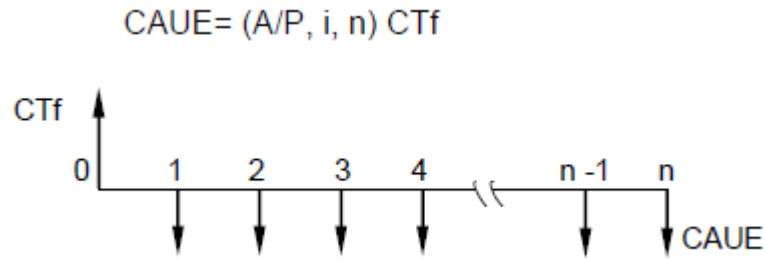 CAUE= (A/P, i, n) CTf
CTf
0 1 2 3 4 n -1 n
CAUE